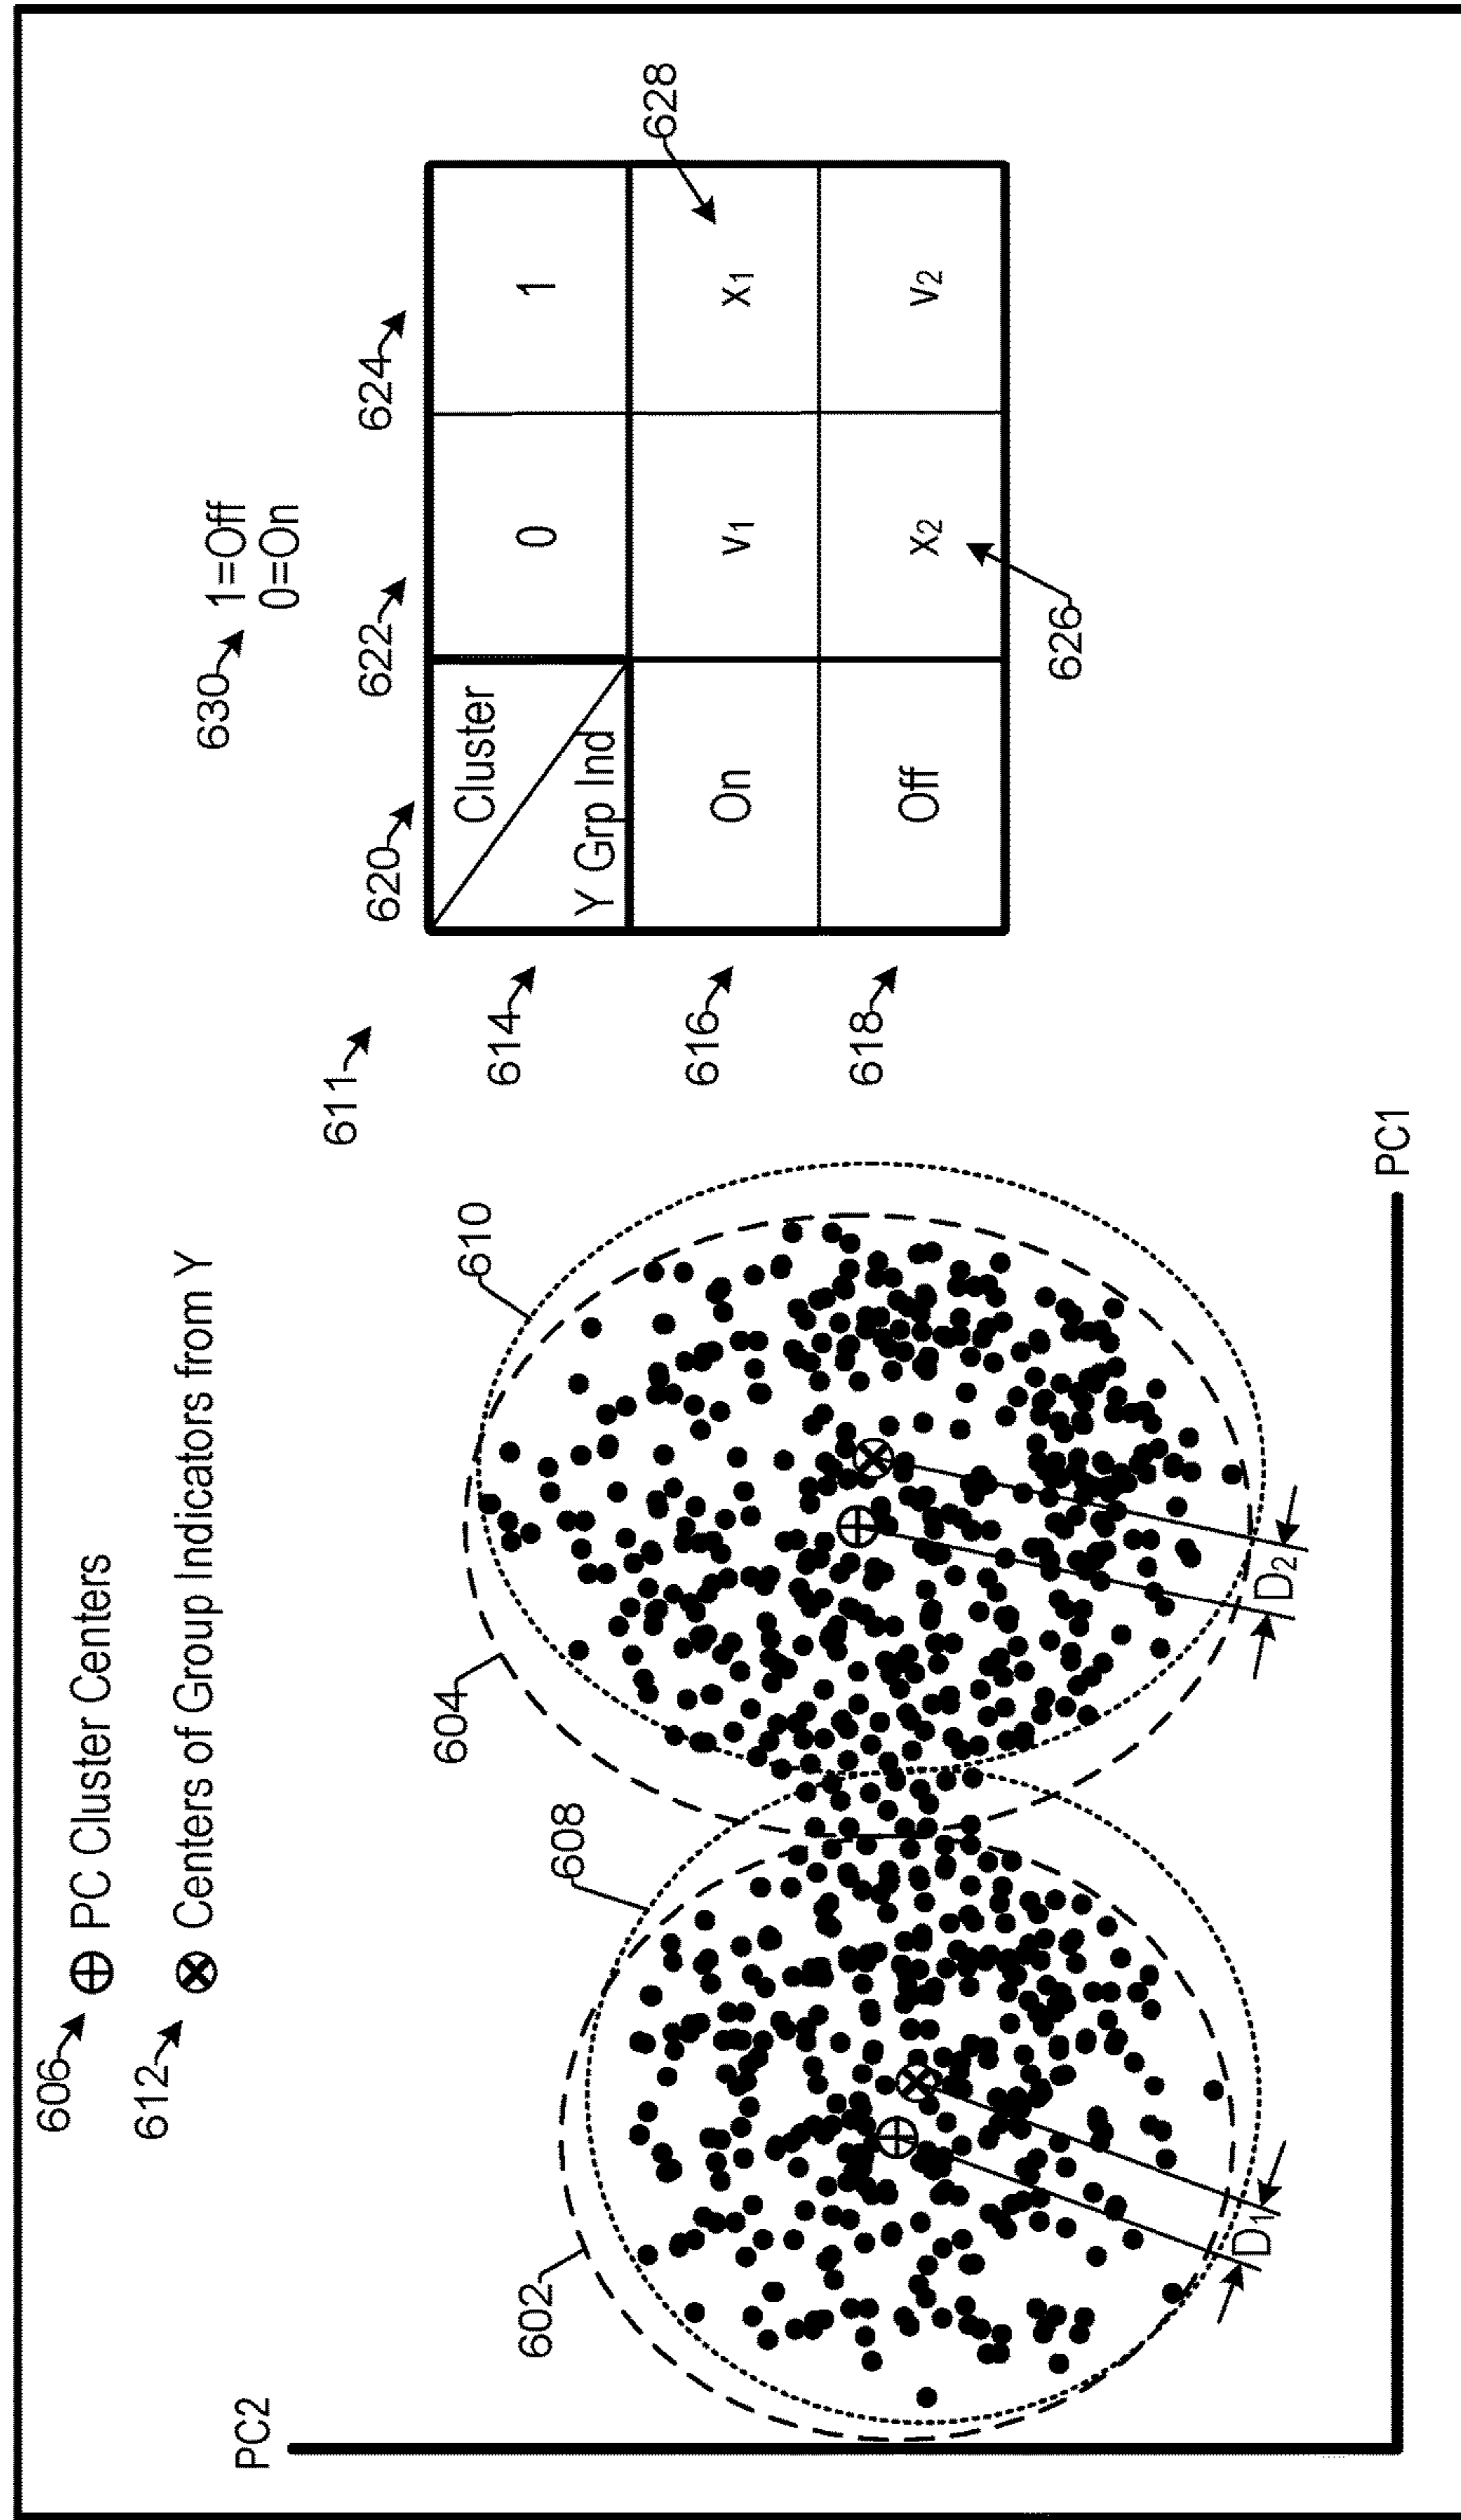 606 ⊕ PC Cluster Centers
612 ⊗ Centers of Group Indicators from Y
630 1=Off
0=On
611
620 622 624
614 Cluster 0 1
Y Grp Ind
616 On V1 X1 628
618 Off X2 V2
626
PC2
602 608 604 610
D1 D2
PC1